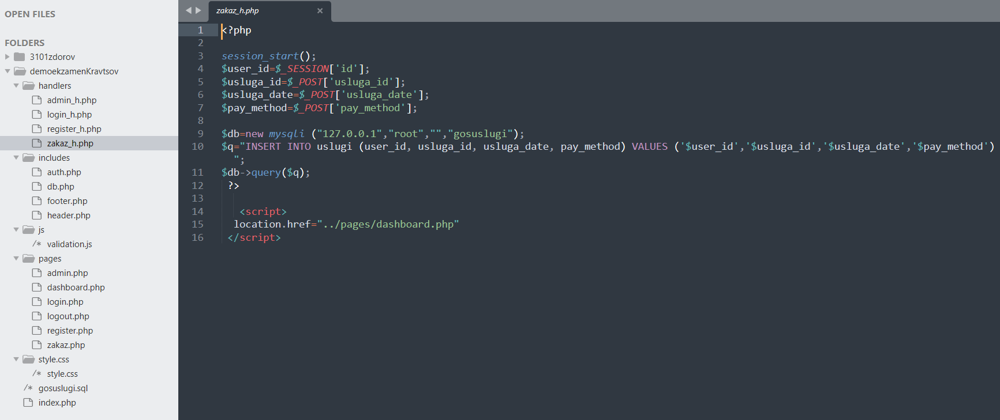 OPEN FILES
FOLDERS
3101zdorov
demoekzamenKravtsov
handlers
admin_h.php
login_h.php
register_h.php
zakaz_h.php
includes
auth.php
db.php
footer.php
header.php
js
/* validation.js
pages
admin.php
dashboard.php
login.php
logout.php
register.php
zakaz.php
style.css
/* style.css
/* gosuslugi.sql
index.php
zakaz_h.php ×
1 <?php
2
3 session_start();
4 $user_id=$_SESSION['id'];
5 $usluga_id=$_POST['usluga_id'];
6 $usluga_date=$_POST['usluga_date'];
7 $pay_method=$_POST['pay_method'];
8
9 $db=new mysqli ("127.0.0.1","root","","gosuslugi");
10 $q="INSERT INTO uslugi (user_id, usluga_id, usluga_date, pay_method) VALUES ('$user_id','$usluga_id','$usluga_date','$pay_method')
";
11 $db->query($q);
12 ?>
13
14 <script>
15 location.href="../pages/dashboard.php"
16 </script>